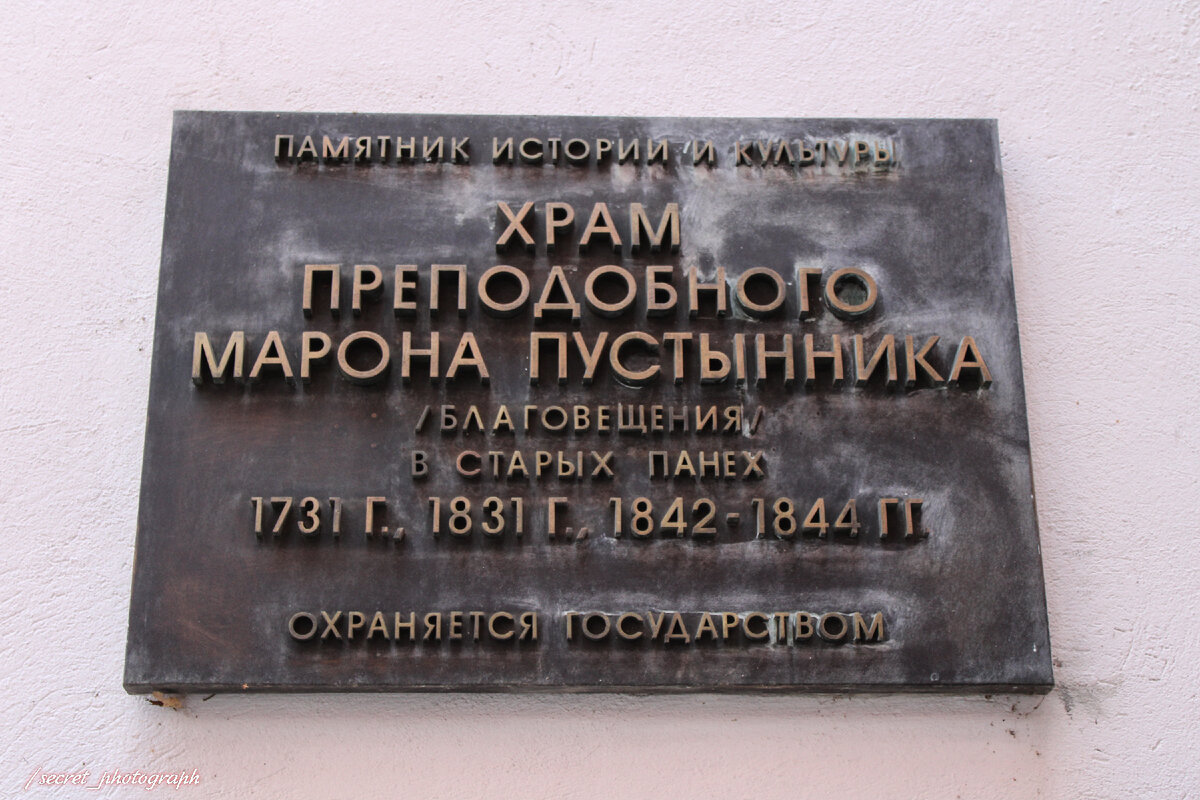 ПАМЯТНИК ИСТОРИИ И КУЛЬТУРЫ
ХРАМ
ПРЕПОДОБНОГО
МАРОНА ПУСТЫННИКА
/БЛАГОВЕЩЕНИЯ/
В СТАРЫХ ПАНЕХ
1731 Г., 1831 Г., 1842-1844 ГГ.
ОХРАНЯЕТСЯ ГОСУДАРСТВОМ
/secret_photograph